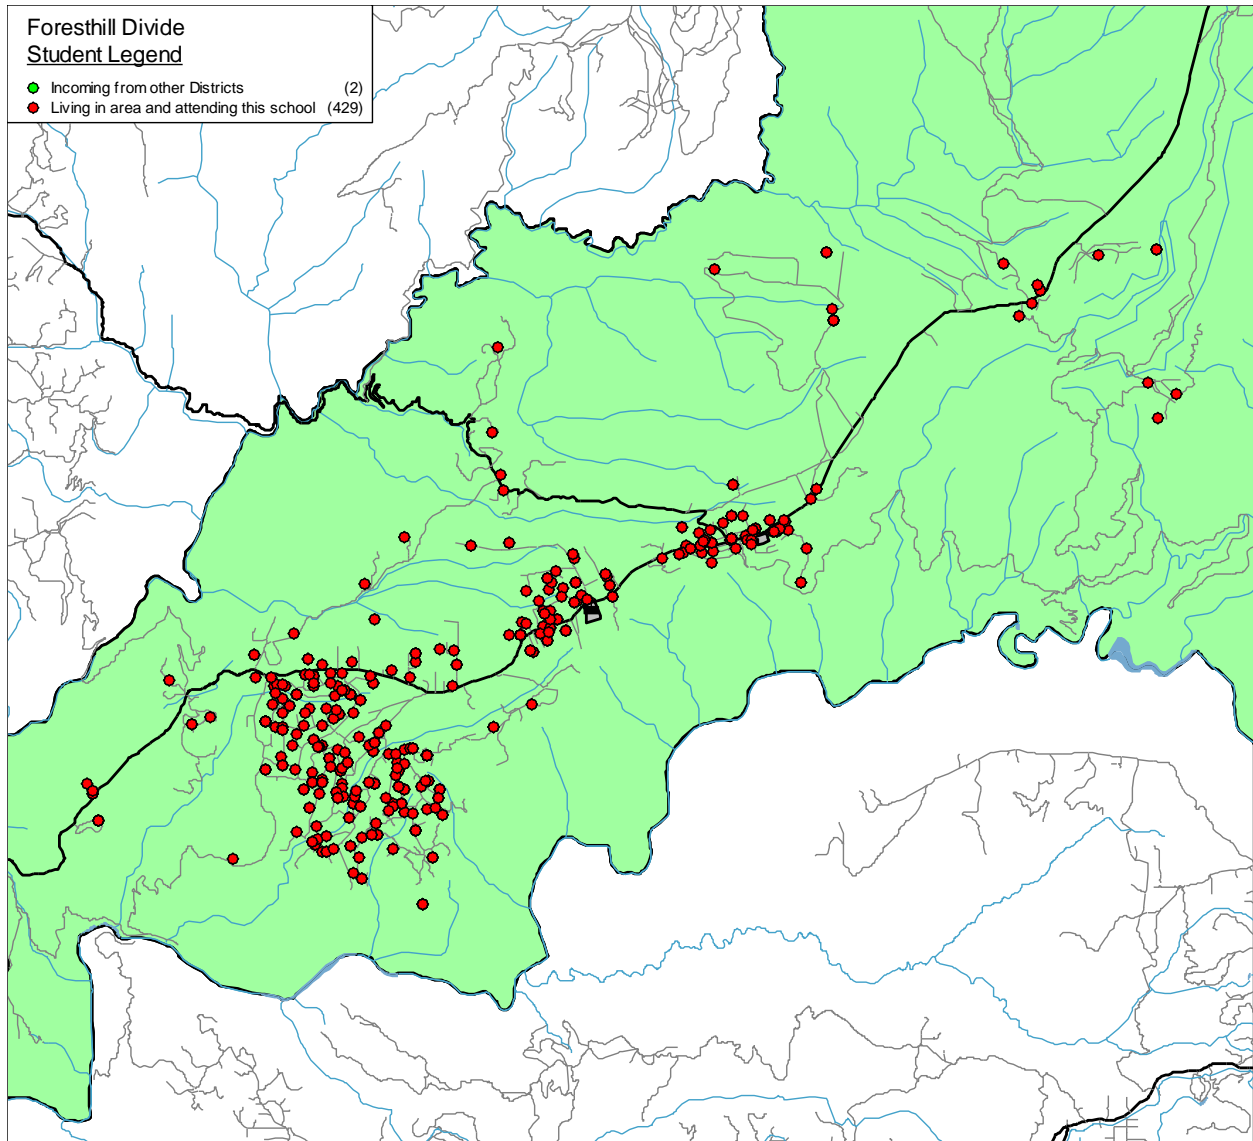 Foresthill Divide
Student Legend
Incoming from other Districts (2)
Living in area and attending this school (429)